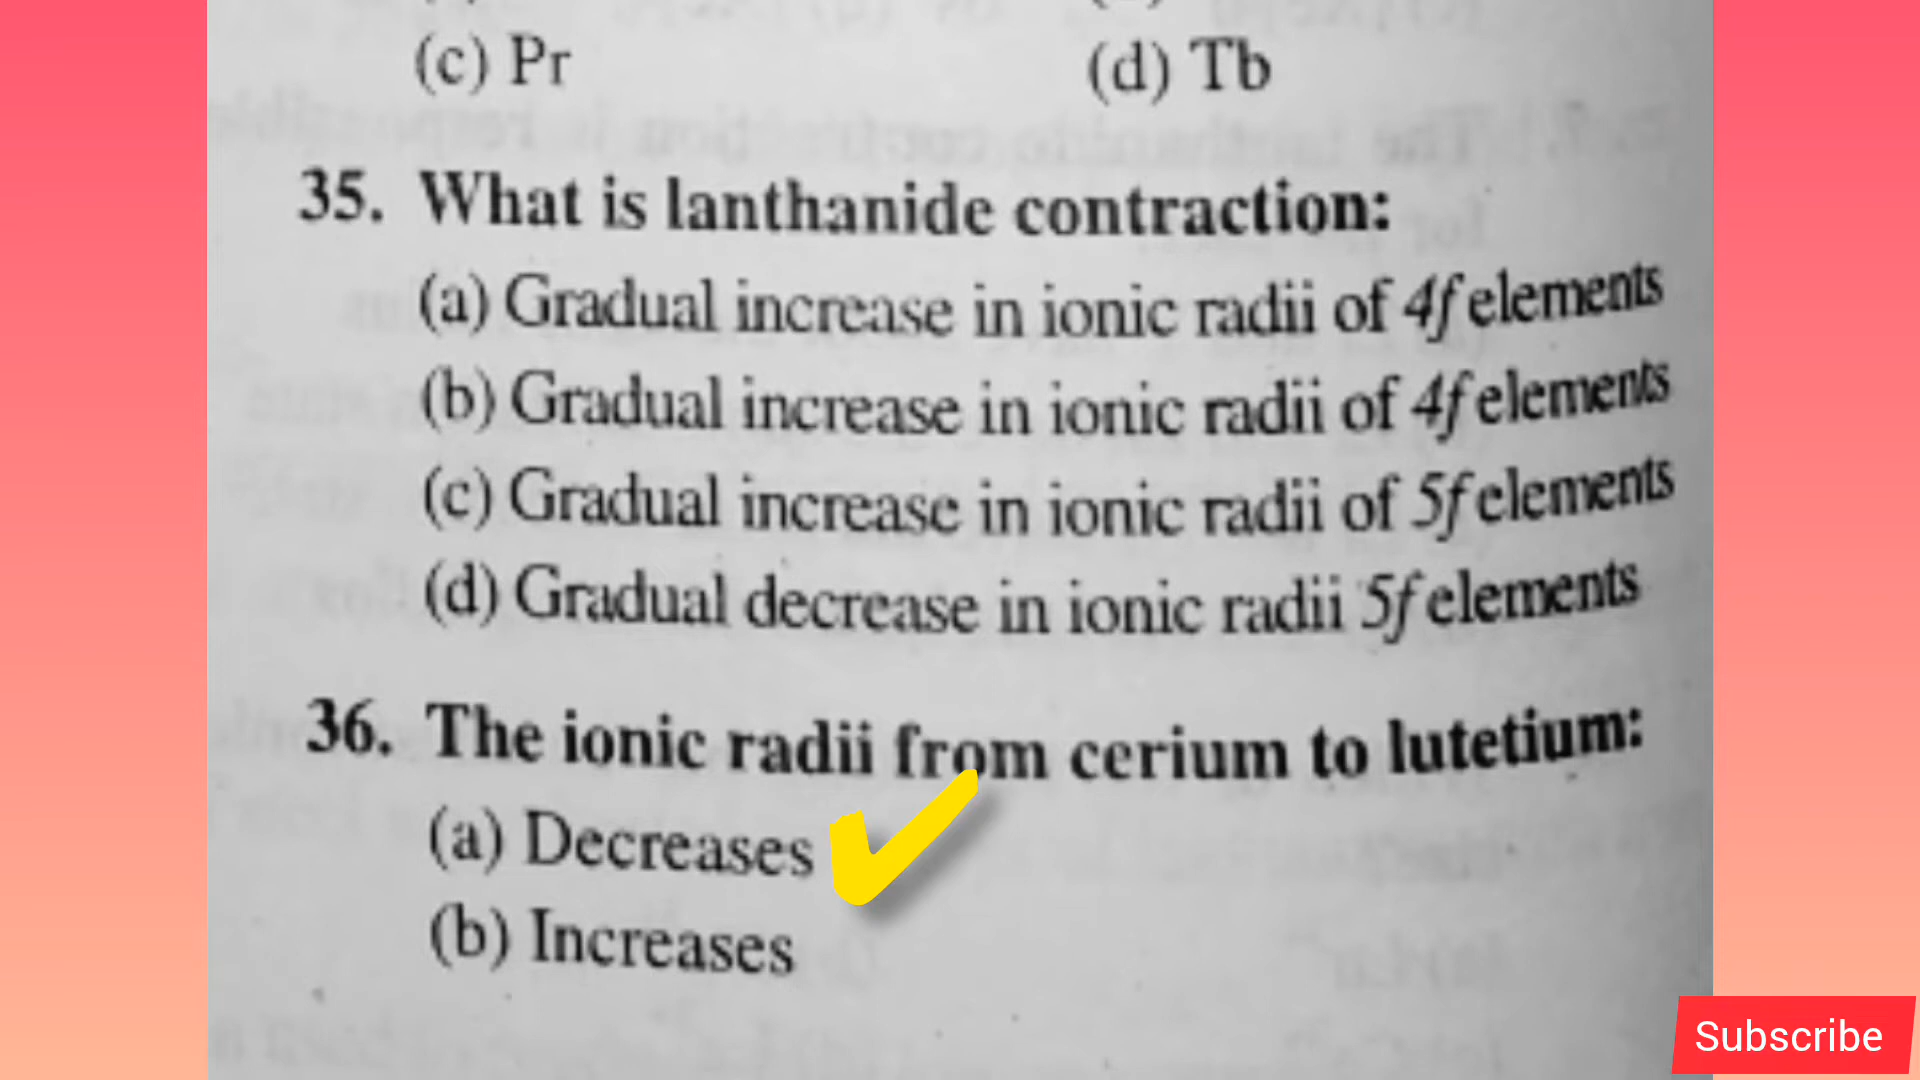 (c) Pr (d) Tb
35. What is lanthanide contraction:
(a) Gradual increase in ionic radii of 4f elements
(b) Gradual increase in ionic radii of 4f elements
(c) Gradual increase in ionic radii of 5f elements
(d) Gradual decrease in ionic radii 5f elements
36. The ionic radii from cerium to lutetium:
(a) Decreases
(b) Increases
Subscribe